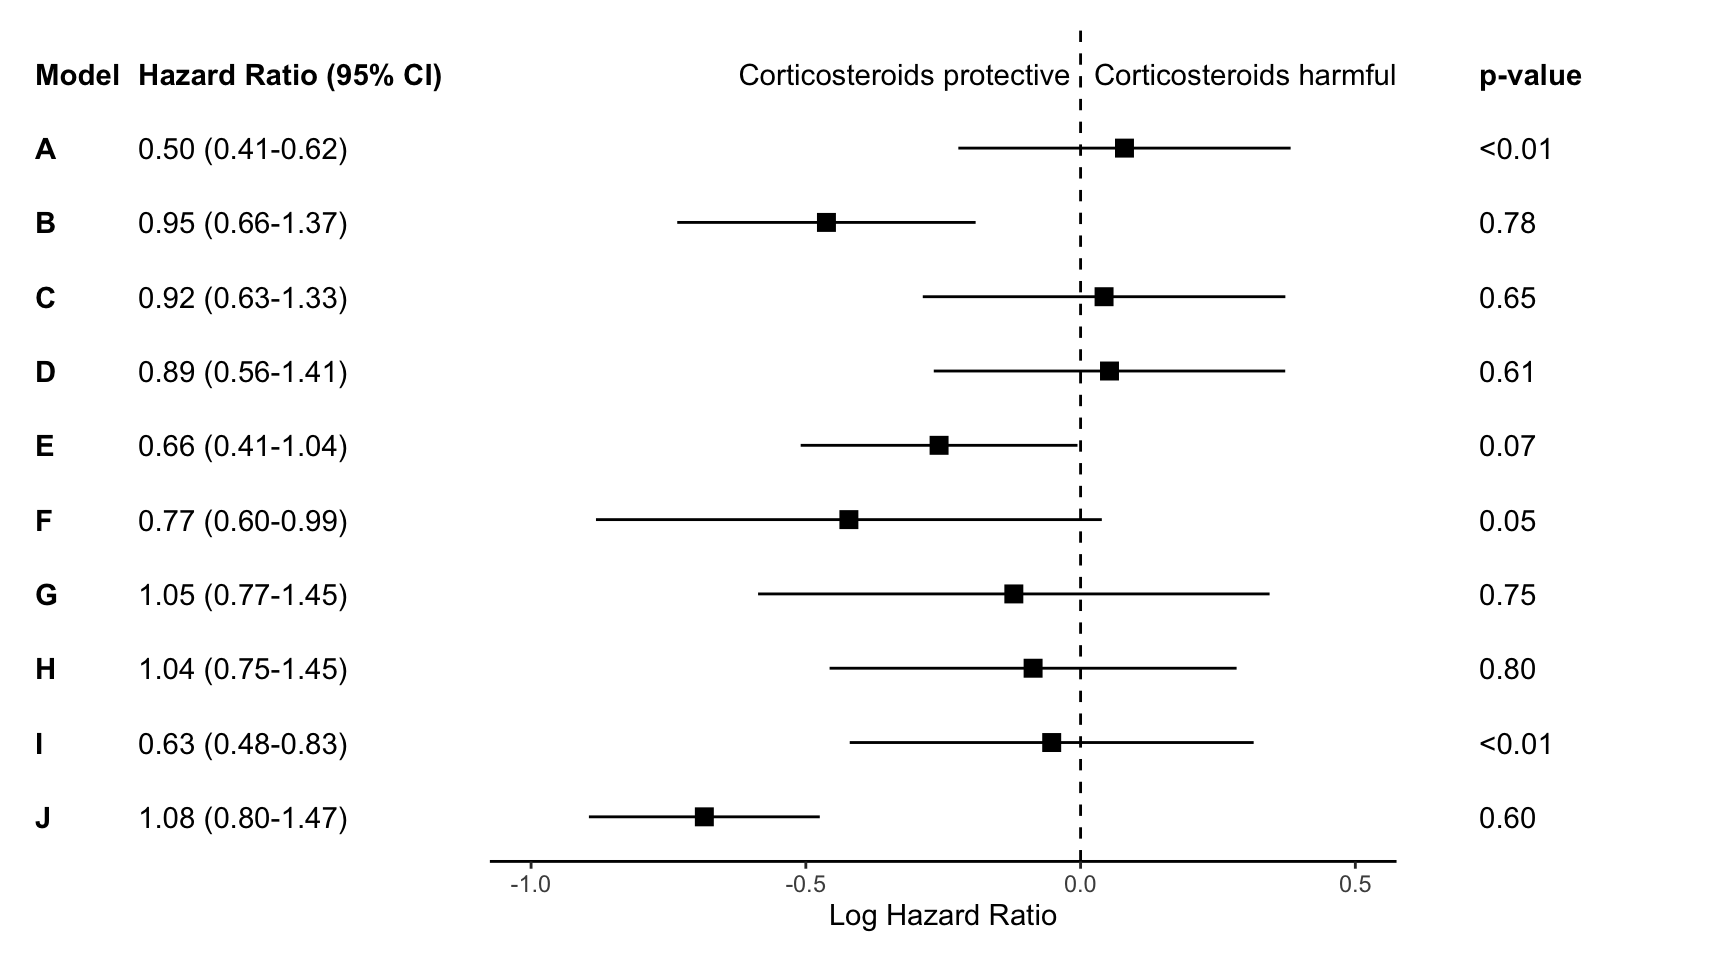 Model Hazard Ratio (95% CI) Corticosteroids protective Corticosteroids harmful p-value
A 0.50 (0.41-0.62) <0.01
B 0.95 (0.66-1.37) 0.78
C 0.92 (0.63-1.33) 0.65
D 0.89 (0.56-1.41) 0.61
E 0.66 (0.41-1.04) 0.07
F 0.77 (0.60-0.99) 0.05
G 1.05 (0.77-1.45) 0.75
H 1.04 (0.75-1.45) 0.80
I 0.63 (0.48-0.83) <0.01
J 1.08 (0.80-1.47) 0.60
-1.0 -0.5 0.0 0.5
Log Hazard Ratio